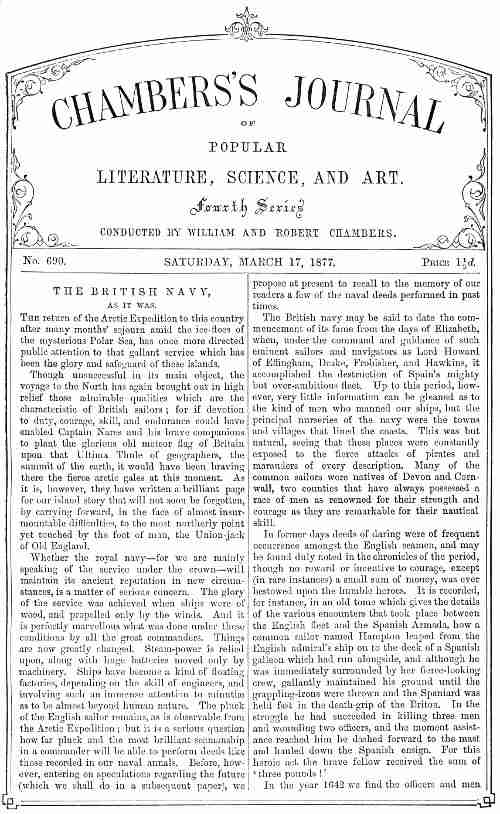 CHAMBERS'S JOURNAL
OF
POPULAR
LITERATURE, SCIENCE, AND ART.
Fourth Series
CONDUCTED BY WILLIAM AND ROBERT CHAMBERS.
No. 690.
SATURDAY, MARCH 17, 1877.
PRICE 1½d.
THE BRITISH NAVY,
AS IT WAS.
THE return of the Arctic Expedition to this country
after many months' sojourn amid the ice-floes of
the mysterious Polar Sea, has once more directed
public attention to that gallant service which has
been the glory and safeguard of these islands.
Though unsuccessful in its main object, the
voyage to the North has again brought out in high
relief those admirable qualities which are the
characteristic of British sailors; for if devotion
to duty, courage, skill, and endurance could have
enabled Captain Nares and his brave companions
to plant the glorious old meteor flag of Britain
upon that Ultima Thule of geographers, the
summit of the earth, it would have been braving
there the fierce arctic gales at this moment. As
it is, however, they have written a brilliant page
for our island story that will not soon be forgotten,
by carrying forward, in the face of almost insur-
mountable difficulties, to the most northerly point
yet touched by the foot of man, the Union-jack
of Old England.
Whether the royal navy—for we are mainly
speaking of the service under the crown—will
maintain its ancient reputation in new circum-
stances, is a matter of serious concern. The glory
of the service was achieved when ships were of
wood, and propelled only by the winds. And it
is perfectly marvellous what was done under these
conditions by all the great commanders. Things
are now greatly changed. Steam-power is relied
upon, along with huge batteries moved only by
machinery. Ships have become a kind of floating
factories, depending on the skill of engineers, and
involving such an immense attention to minutiæ
as to be almost beyond human nature. The pluck
of the English sailor remains, as is observable from
the Arctic Expedition; but it is a serious question
how far pluck and the most brilliant seamanship
in a commander will be able to perform deeds like
those recorded in our naval annals. Before, how-
ever, entering on speculations regarding the future
(which we shall do in a subsequent paper), we
propose at present to recall to the memory of our
readers a few of the naval deeds performed in past
times.
The British navy may be said to date the com-
mencement of its fame from the days of Elizabeth,
when, under the command and guidance of such
eminent sailors and navigators as Lord Howard
of Effingham, Drake, Frobisher, and Hawkins, it
accomplished the destruction of Spain's mighty
but over-ambitious fleet. Up to this period, how-
ever, very little information can be gleaned as to
the kind of men who manned our ships, but the
principal nurseries of the navy were the towns
and villages that lined the coasts. This was but
natural, seeing that these places were constantly
exposed to the fierce attacks of pirates and
marauders of every description. Many of the
common sailors were natives of Devon and Corn-
wall, two counties that have always possessed a
race of men as renowned for their strength and
courage as they are remarkable for their nautical
skill.
In former days deeds of daring were of frequent
occurrence amongst the English seamen, and may
be found duly noted in the chronicles of the period,
though no reward or incentive to courage, except
(in rare instances) a small sum of money, was ever
bestowed upon the humble heroes. It is recorded,
for instance, in an old tome which gives the details
of the various encounters that took place between
the English fleet and the Spanish Armada, how a
common sailor named Hampton leaped from the
English admiral's ship on to the deck of a Spanish
galleon which had run alongside, and although he
was immediately surrounded by her fierce-looking
crew, gallantly maintained his ground until the
grappling-irons were thrown and the Spaniard was
held fast in the death-grip of the Briton. In the
struggle he had succeeded in killing three men
and wounding two officers, and the moment assist-
ance reached him he dashed forward to the mast
and hauled down the Spanish ensign. For this
heroic act the brave fellow received the sum of
'three pounds!'
In the year 1642 we find the officers and men